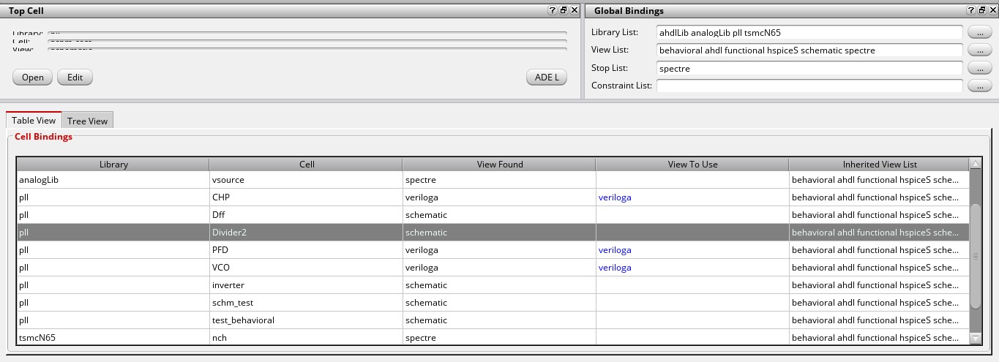 Top Cell
Global Bindings
Library: pll
Cell: schm_test
View: schematic
Open Edit ADE L
Library List: ahdlLib analogLib pll tsmcN65 ...
View List: behavioral ahdl functional hspiceS schematic spectre ...
Stop List: spectre ...
Constraint List: ...
Table View Tree View
Cell Bindings
Library Cell View Found View To Use Inherited View List
analogLib vsource spectre behavioral ahdl functional hspiceS sche...
pll CHP veriloga veriloga behavioral ahdl functional hspiceS sche...
pll Dff schematic behavioral ahdl functional hspiceS sche...
pll Divider2 schematic behavioral ahdl functional hspiceS sche...
pll PFD veriloga veriloga behavioral ahdl functional hspiceS sche...
pll VCO veriloga veriloga behavioral ahdl functional hspiceS sche...
pll inverter schematic behavioral ahdl functional hspiceS sche...
pll schm_test schematic behavioral ahdl functional hspiceS sche...
pll test_behavioral schematic behavioral ahdl functional hspiceS sche...
tsmcN65 nch spectre behavioral ahdl functional hspiceS sche...